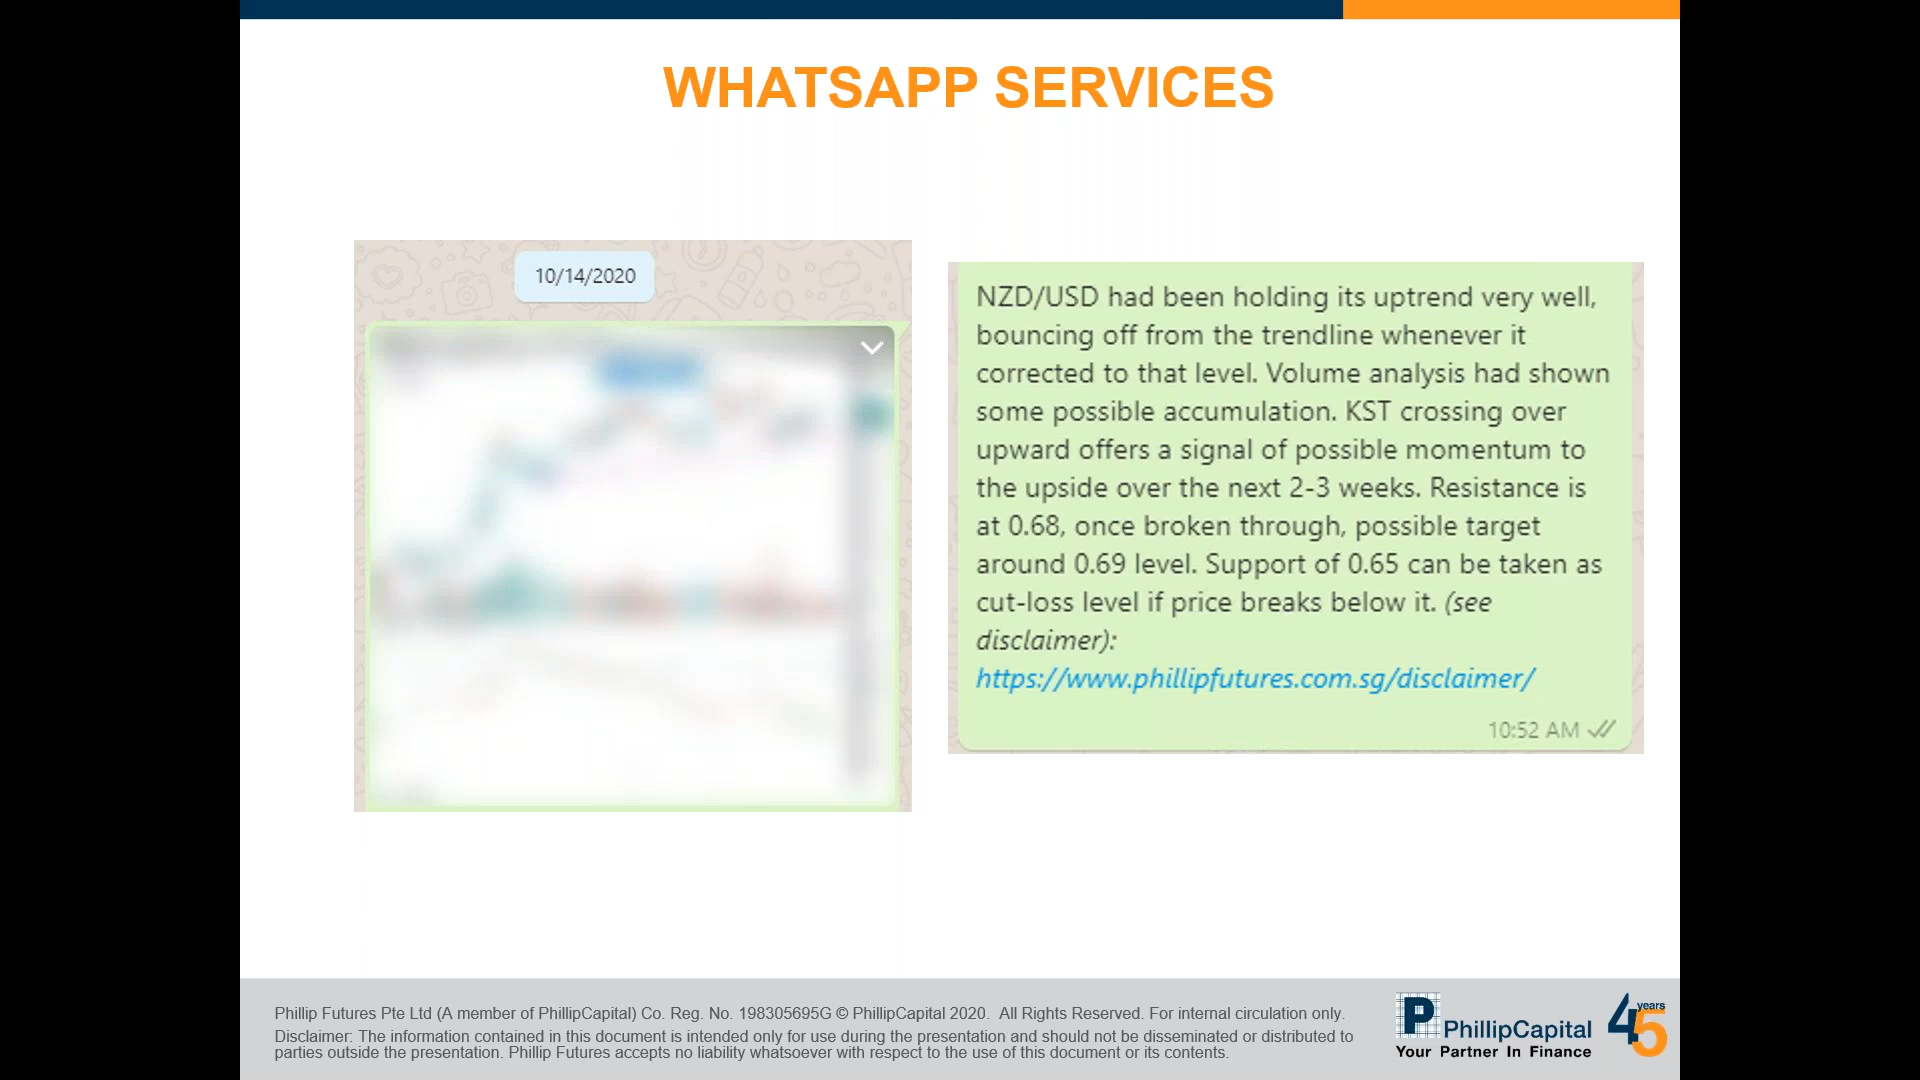 WHATSAPP SERVICES
10/14/2020
NZD/USD had been holding its uptrend very well,
bouncing off from the trendline whenever it
corrected to that level. Volume analysis had shown
some possible accumulation. KST crossing over
upward offers a signal of possible momentum to
the upside over the next 2-3 weeks. Resistance is
at 0.68, once broken through, possible target
around 0.69 level. Support of 0.65 can be taken as
cut-loss level if price breaks below it. (see
disclaimer):
https://www.phillipfutures.com.sg/disclaimer/
10:52 AM
Phillip Futures Pte Ltd (A member of PhillipCapital) Co. Reg. No. 198305695G © PhillipCapital 2020. All Rights Reserved. For internal circulation only.
Disclaimer: The information contained in this document is intended only for use during the presentation and should not be disseminated or distributed to
parties outside the presentation. Phillip Futures accepts no liability whatsoever with respect to the use of this document or its contents.
P PhillipCapital
Your Partner In Finance
45 years